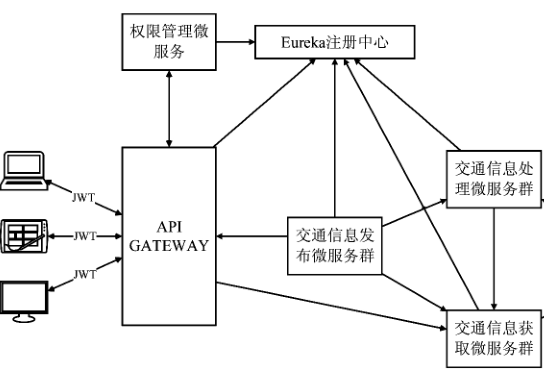 权限管理微
服务
Eureka注册中心
JWT
JWT
JWT
API
GATEWAY
交通信息发
布微服务群
交通信息处
理微服务群
交通信息获
取微服务群